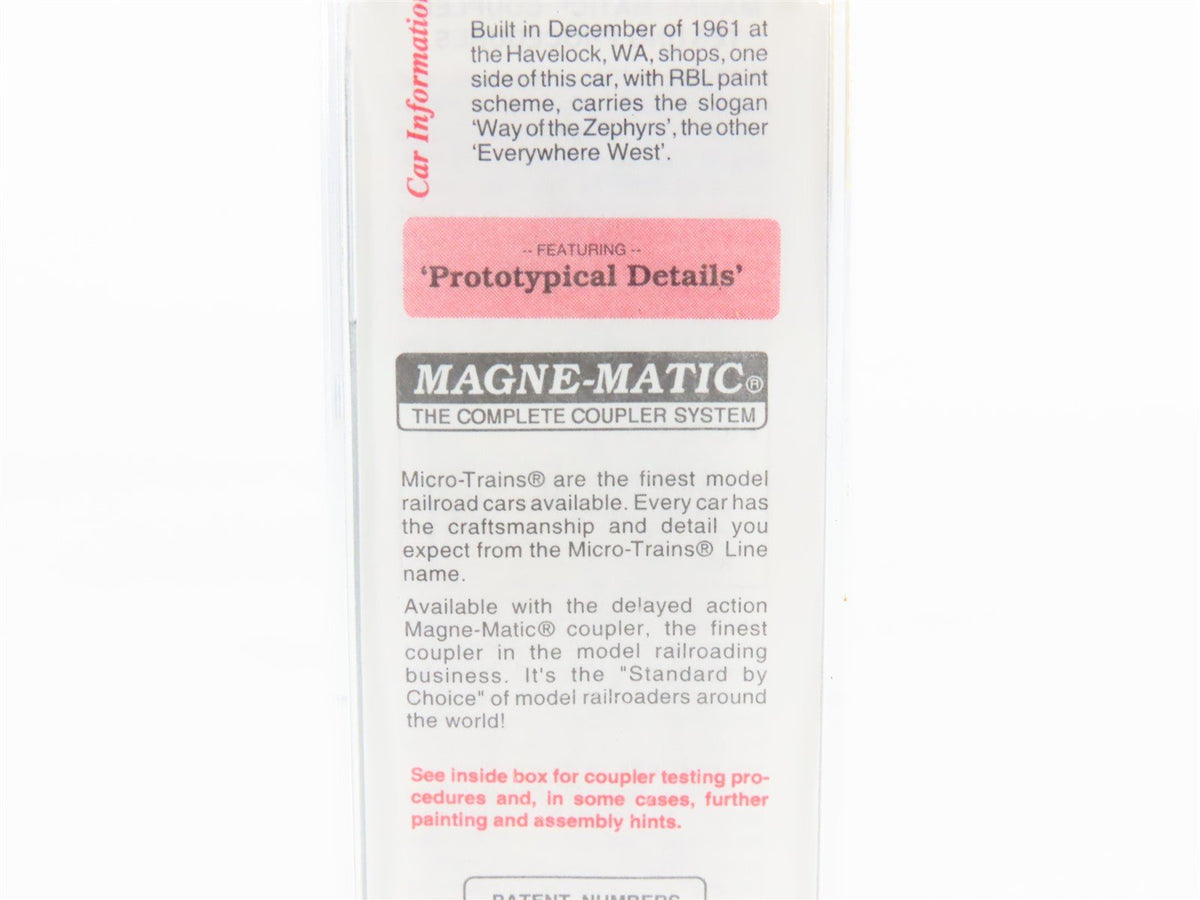 Car Information
Built in December of 1961 at
the Havelock, WA, shops, one
side of this car, with RBL paint
scheme, carries the slogan
‘Way of the Zephyrs’, the other
‘Everywhere West’.
-- FEATURING --
‘Prototypical Details’
MAGNE-MATIC®
THE COMPLETE COUPLER SYSTEM
Micro-Trains® are the finest model
railroad cars available. Every car has
the craftsmanship and detail you
expect from the Micro-Trains® Line
name.
Available with the delayed action
Magne-Matic® coupler, the finest
coupler in the model railroading
business. It's the "Standard by
Choice" of model railroaders around
the world!
See inside box for coupler testing pro-
cedures and, in some cases, further
painting and assembly hints.
PATENT NUMBERS